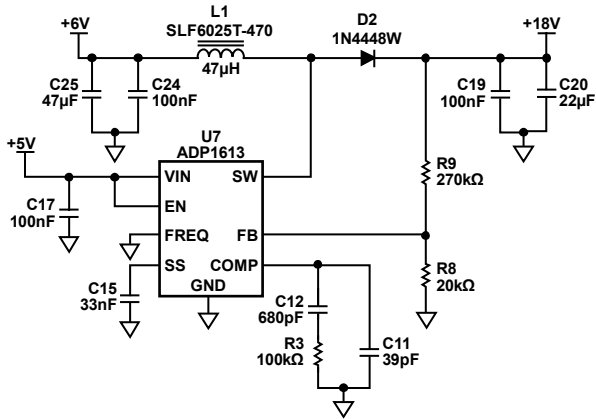 +6V
L1
SLF6025T-470
47µH
D2
1N4448W
+18V
C25
47µF
C24
100nF
C19
100nF
C20
22µF
U7
ADP1613
+5V
VIN
SW
EN
C17
100nF
FREQ
FB
SS
COMP
GND
R9
270kΩ
R8
20kΩ
C15
33nF
C12
680pF
R3
100kΩ
C11
39pF